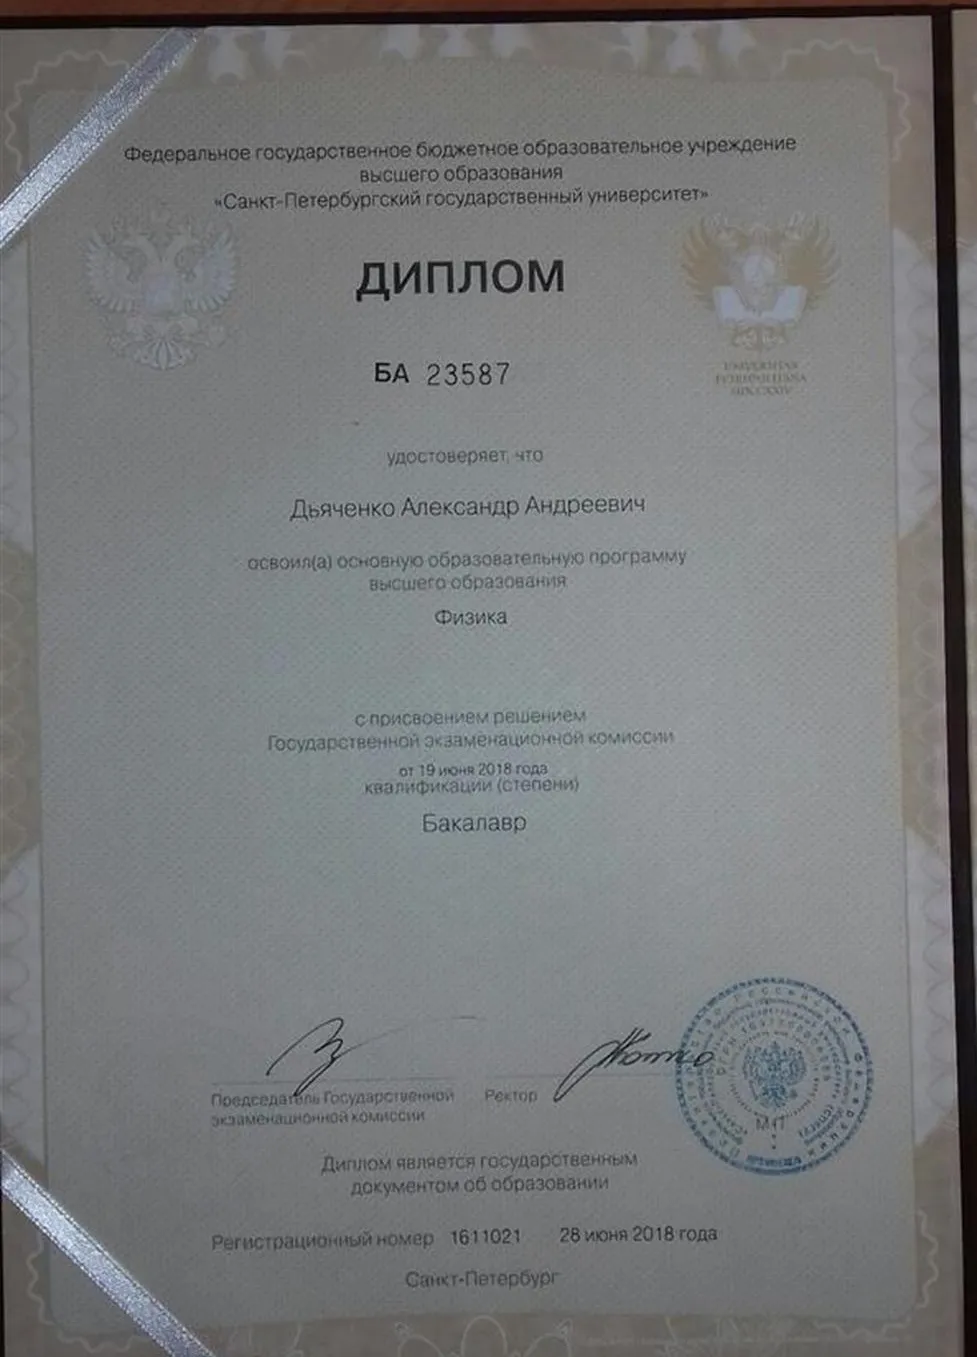 Федеральное государственное бюджетное образовательное учреждение
высшего образования
«Санкт-Петербургский государственный университет»
ДИПЛОМ
БА 23587
удостоверяет, что
Дьяченко Александр Андреевич
освоил(а) основную образовательную программу
высшего образования
Физика
с присвоением решением
Государственной экзаменационной комиссии
от 19 июня 2018 года
квалификации (степени)
Бакалавр
Председатель Государственной
экзаменационной комиссии
Ректор
М.П.
Диплом является государственным
документом об образовании
Регистрационный номер 1611021 28 июня 2018 года
Санкт-Петербург